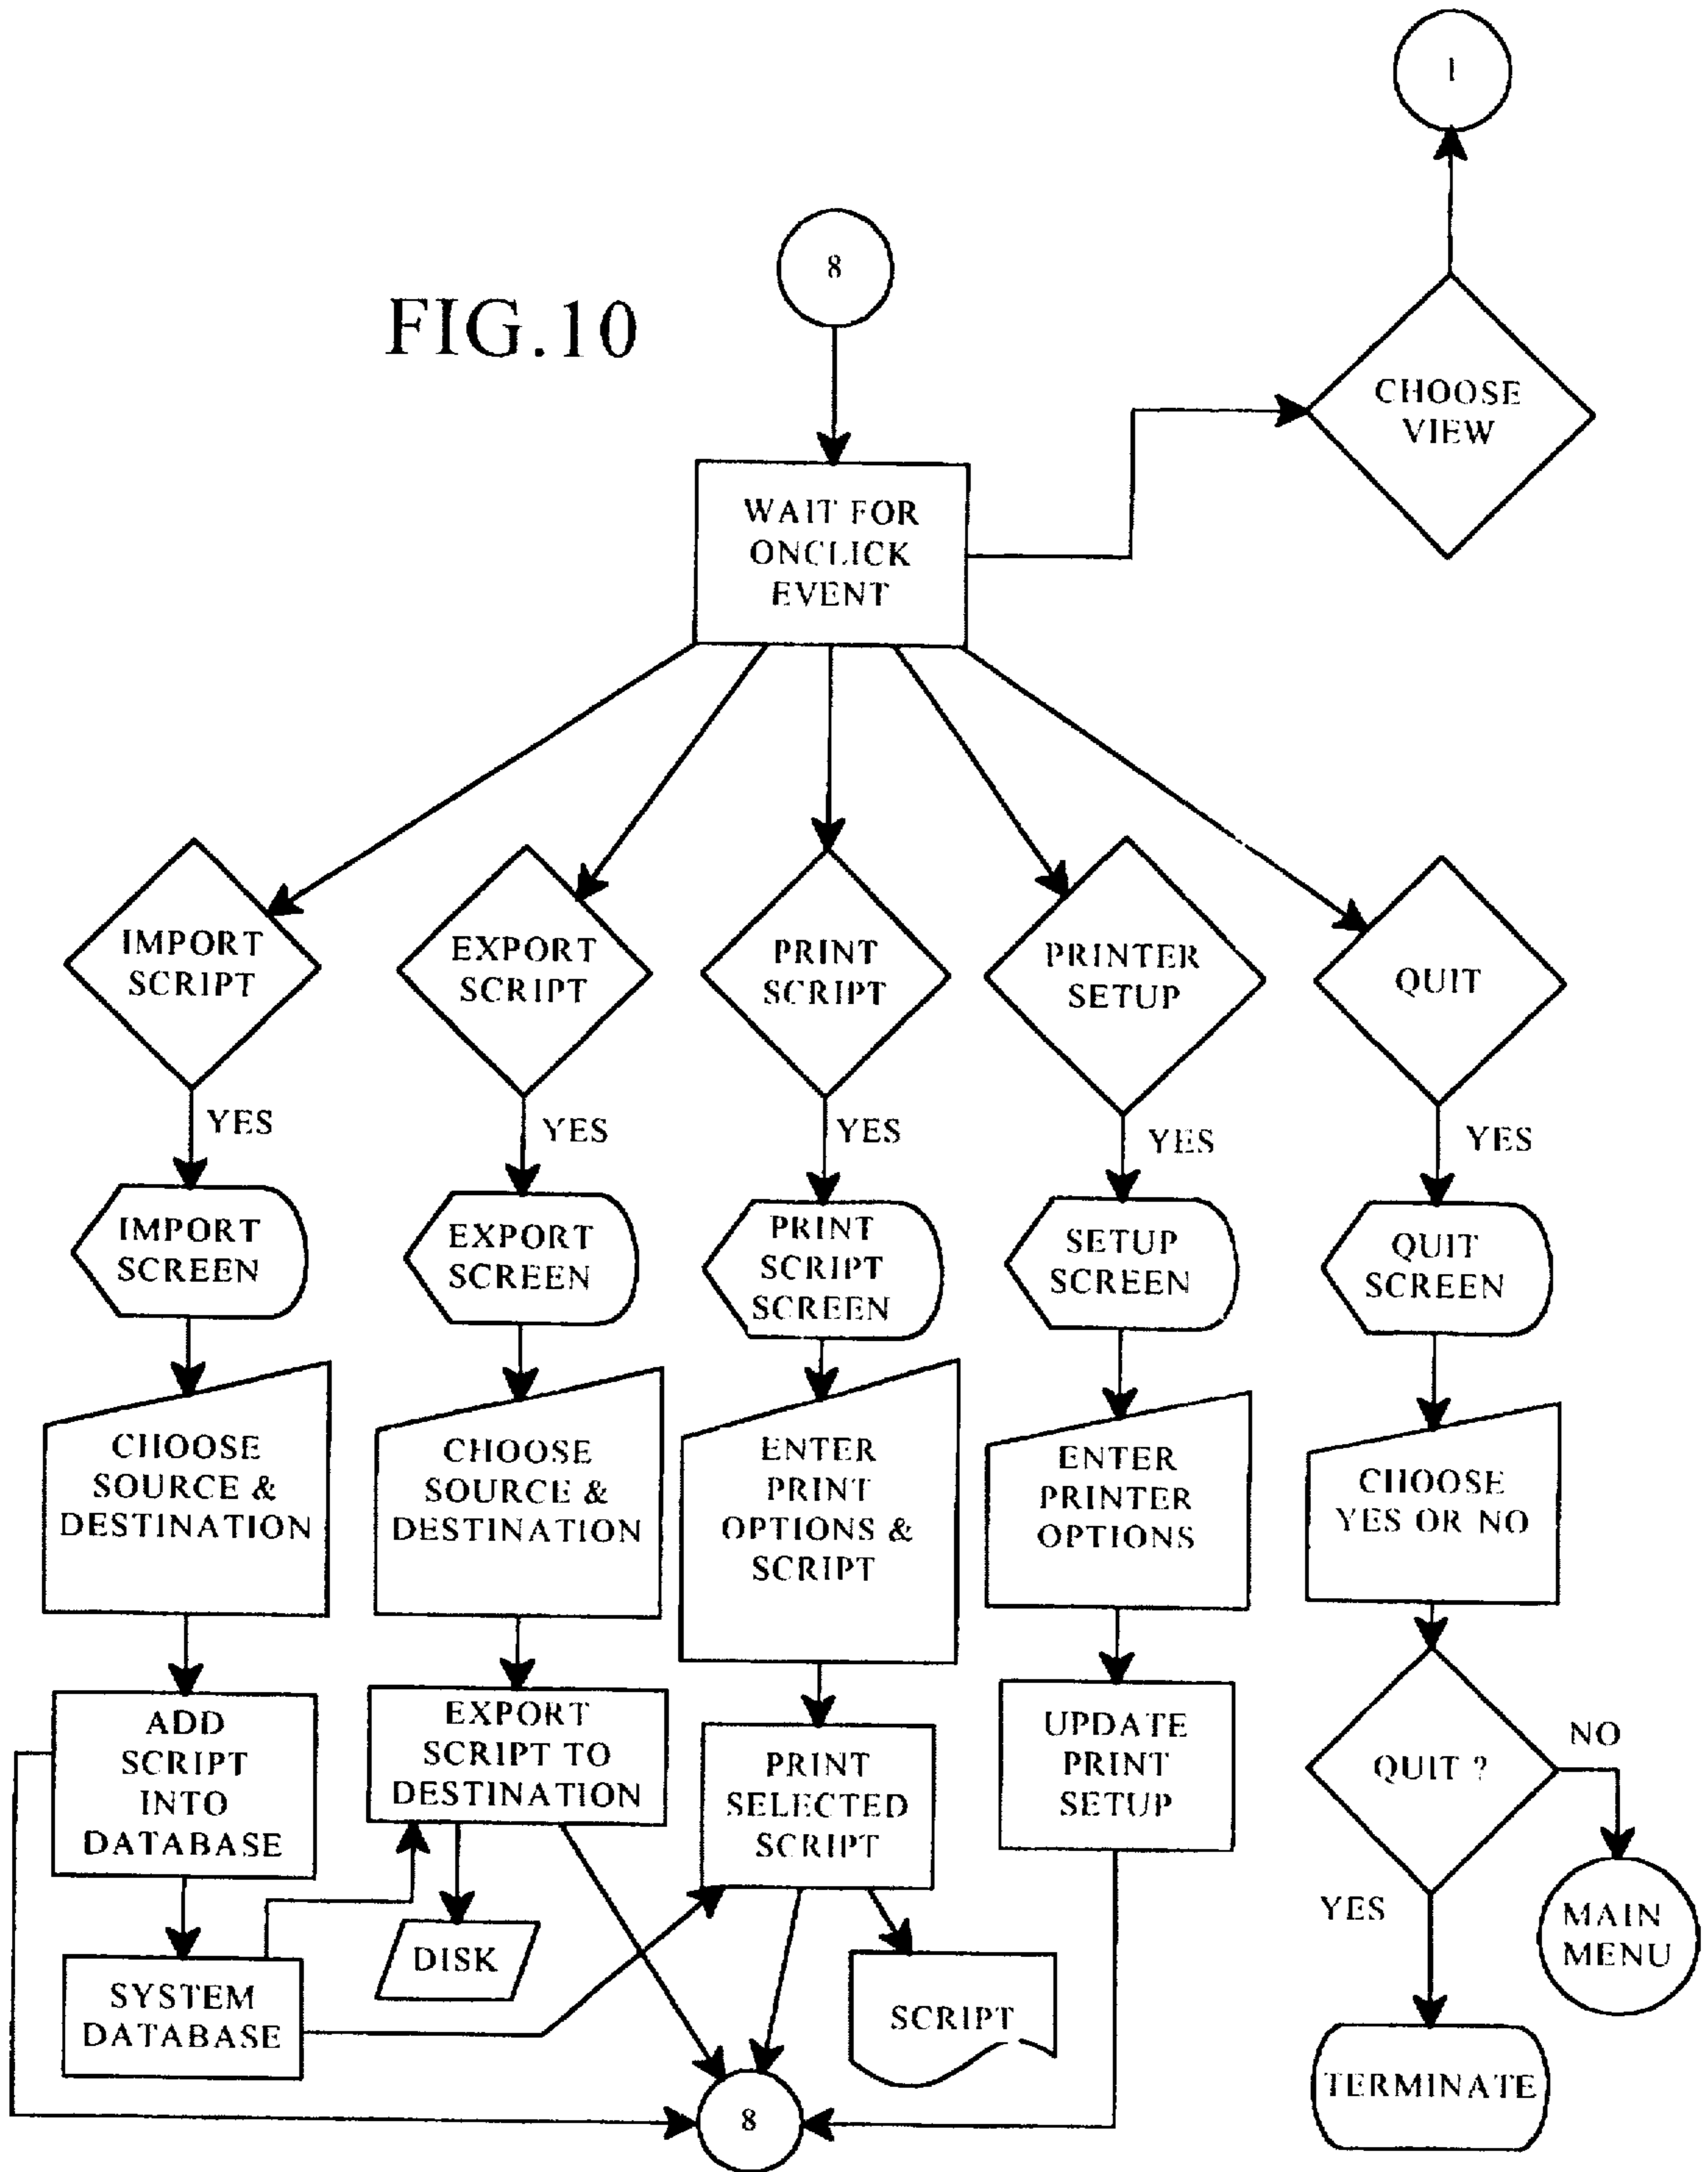 1
8
FIG.10
CHOOSE
VIEW
WAIT FOR
ONCLICK
EVENT
IMPORT
SCRIPT
EXPORT
SCRIPT
PRINT
SCRIPT
PRINTER
SETUP
QUIT
YES
YES
YES
YES
YES
IMPORT
SCREEN
EXPORT
SCREEN
PRINT
SCRIPT
SCREEN
SETUP
SCREEN
QUIT
SCREEN
CHOOSE
SOURCE &
DESTINATION
CHOOSE
SOURCE &
DESTINATION
ENTER
PRINT
OPTIONS &
SCRIPT
ENTER
PRINTER
OPTIONS
CHOOSE
YES OR NO
ADD
SCRIPT
INTO
DATABASE
EXPORT
SCRIPT TO
DESTINATION
PRINT
SELECTED
SCRIPT
UPDATE
PRINT
SETUP
QUIT ?
NO
YES
MAIN
MENU
SYSTEM
DATABASE
DISK
SCRIPT
TERMINATE
8